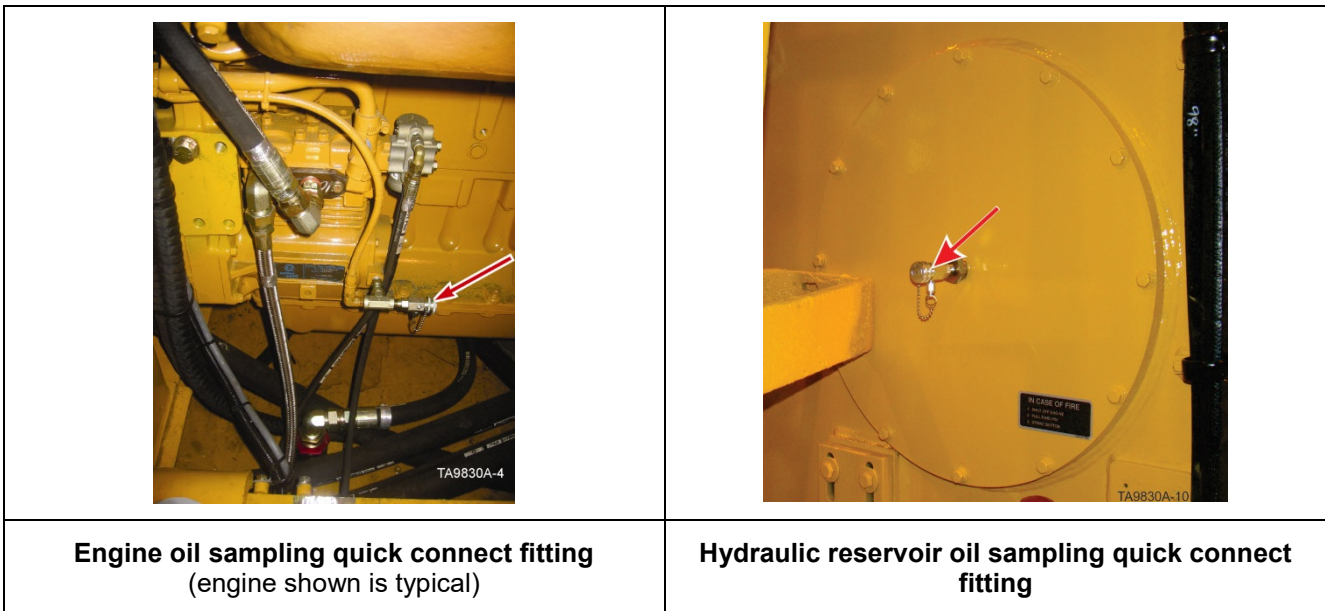 TA9830A-4
98"
IN CASE OF FIRE
TA9830A-10
Engine oil sampling quick connect fitting
(engine shown is typical)
Hydraulic reservoir oil sampling quick connect
fitting